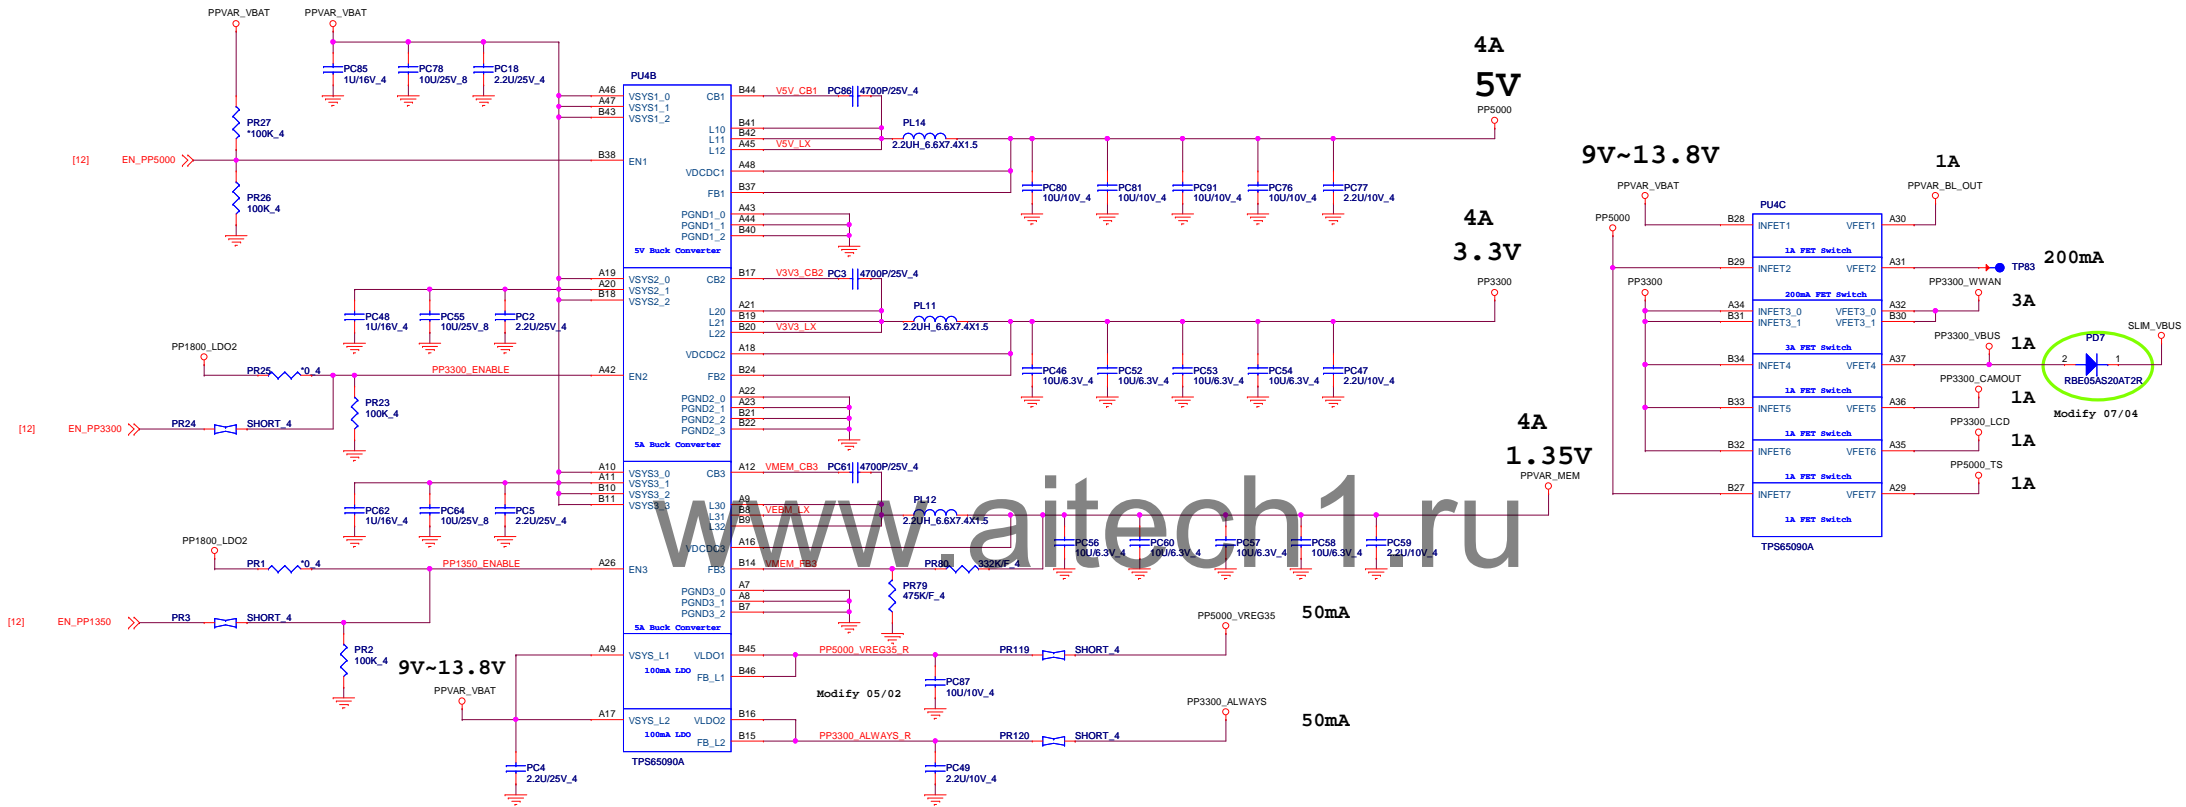 PPVAR_VBAT
PPVAR_VBAT
PC85
1U/16V_4
PC78
10U/25V_8
PC18
2.2U/25V_4
PR27
*100K_4
[12]
EN_PP5000
PR26
100K_4
PU4B
A46
A47
B43
VSYS1_0
VSYS1_1
VSYS1_2
B38
EN1
CB1
B44
V5V_CB1
PC86
4700P/25V_4
L10
L11
L12
B41
B42
A45
V5V_LX
PL14
2.2UH_6.6X7.4X1.5
VDCDC1
A48
FB1
B37
PGND1_0
PGND1_1
PGND1_2
A43
A44
B40
5V Buck Converter
4A
5V
PP5000
PC80
10U/10V_4
PC81
10U/10V_4
PC91
10U/10V_4
PC76
10U/10V_4
PC77
2.2U/10V_4
A19
A20
B18
VSYS2_0
VSYS2_1
VSYS2_2
PC48
1U/16V_4
PC55
10U/25V_8
PC2
2.2U/25V_4
PP1800_LDO2
PR25
*0_4
PP3300_ENABLE
A42
EN2
PR23
100K_4
[12]
EN_PP3300
PR24
SHORT_4
CB2
B17
V3V3_CB2
PC3
4700P/25V_4
L20
L21
L22
A21
B19
B20
V3V3_LX
PL11
2.2UH_6.6X7.4X1.5
VDCDC2
A18
FB2
B24
PGND2_0
PGND2_1
PGND2_2
PGND2_3
A22
A23
B21
B22
5A Buck Converter
4A
3.3V
PP3300
PC46
10U/6.3V_4
PC52
10U/6.3V_4
PC53
10U/6.3V_4
PC54
10U/6.3V_4
PC47
2.2U/10V_4
A10
A11
B10
B11
VSYS3_0
VSYS3_1
VSYS3_2
VSYS3_3
PC62
1U/16V_4
PC64
10U/25V_8
PC5
2.2U/25V_4
PP1800_LDO2
PR1
*0_4
PP1350_ENABLE
A26
EN3
[12]
EN_PP1350
PR3
SHORT_4
PR2
100K_4
CB3
A12
VMEM_CB3
PC61
4700P/25V_4
L30
L31
L32
A9
B8
B9
VEBM_LX
PL12
2.2UH_6.6X7.4X1.5
VDCDC3
A16
FB3
B14
VMEM_FB3
PR80
332K/F_4
PR79
475K/F_4
PGND3_0
PGND3_1
PGND3_2
A7
A8
B7
5A Buck Converter
4A
1.35V
PPVAR_MEM
PC56
10U/6.3V_4
PC60
10U/6.3V_4
PC57
10U/6.3V_4
PC58
10U/6.3V_4
PC59
2.2U/10V_4
www.aitech1.ru
9V~13.8V
PPVAR_VBAT
A49
VSYS_L1
VLDO1
B45
PP5000_VREG35_R
PR119
SHORT_4
PP5000_VREG35
50mA
100mA LDO
FB_L1
B46
Modify 05/02
PC87
10U/10V_4
A17
VSYS_L2
VLDO2
B16
100mA LDO
FB_L2
B15
PP3300_ALWAYS_R
PR120
SHORT_4
PP3300_ALWAYS
50mA
TPS65090A
PC4
2.2U/25V_4
PC49
2.2U/10V_4
9V~13.8V
PPVAR_VBAT
PP5000
PP3300
PU4C
1A
PPVAR_BL_OUT
B28
INFET1
VFET1
A30
1A FET Switch
B29
INFET2
VFET2
A31
TP83
200mA
200mA FET Switch
PP3300_WWAN
A34
B31
INFET3_0
INFET3_1
VFET3_0
VFET3_1
A32
B30
3A
3A FET Switch
PP3300_VBUS
1A
B34
INFET4
VFET4
A37
1A FET Switch
PD7
2
1
RBE05AS20AT2R
SLIM_VBUS
Modify 07/04
PP3300_CAMOUT
1A
B33
INFET5
VFET5
A36
1A FET Switch
PP3300_LCD
1A
B32
INFET6
VFET6
A35
1A FET Switch
PP5000_TS
1A
B27
INFET7
VFET7
A29
1A FET Switch
TPS65090A